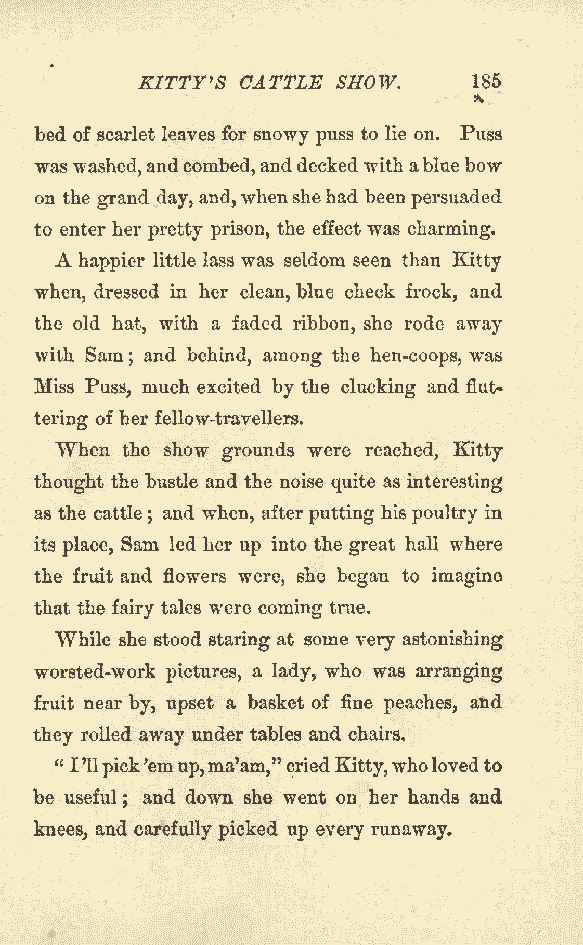 KITTY'S CATTLE SHOW. 185
bed of scarlet leaves for snowy puss to lie on. Puss
was washed, and combed, and decked with a blue bow
on the grand day, and, when she had been persuaded
to enter her pretty prison, the effect was charming.
A happier little lass was seldom seen than Kitty
when, dressed in her clean, blue check frock, and
the old hat, with a faded ribbon, she rode away
with Sam; and behind, among the hen-coops, was
Miss Puss, much excited by the clucking and flut-
tering of her fellow-travellers.
When the show grounds were reached, Kitty
thought the bustle and the noise quite as interesting
as the cattle; and when, after putting his poultry in
its place, Sam led her up into the great hall where
the fruit and flowers were, she began to imagine
that the fairy tales were coming true.
While she stood staring at some very astonishing
worsted-work pictures, a lady, who was arranging
fruit near by, upset a basket of fine peaches, and
they rolled away under tables and chairs.
"I'll pick 'em up, ma'am," cried Kitty, who loved to
be useful; and down she went on her hands and
knees, and carefully picked up every runaway.